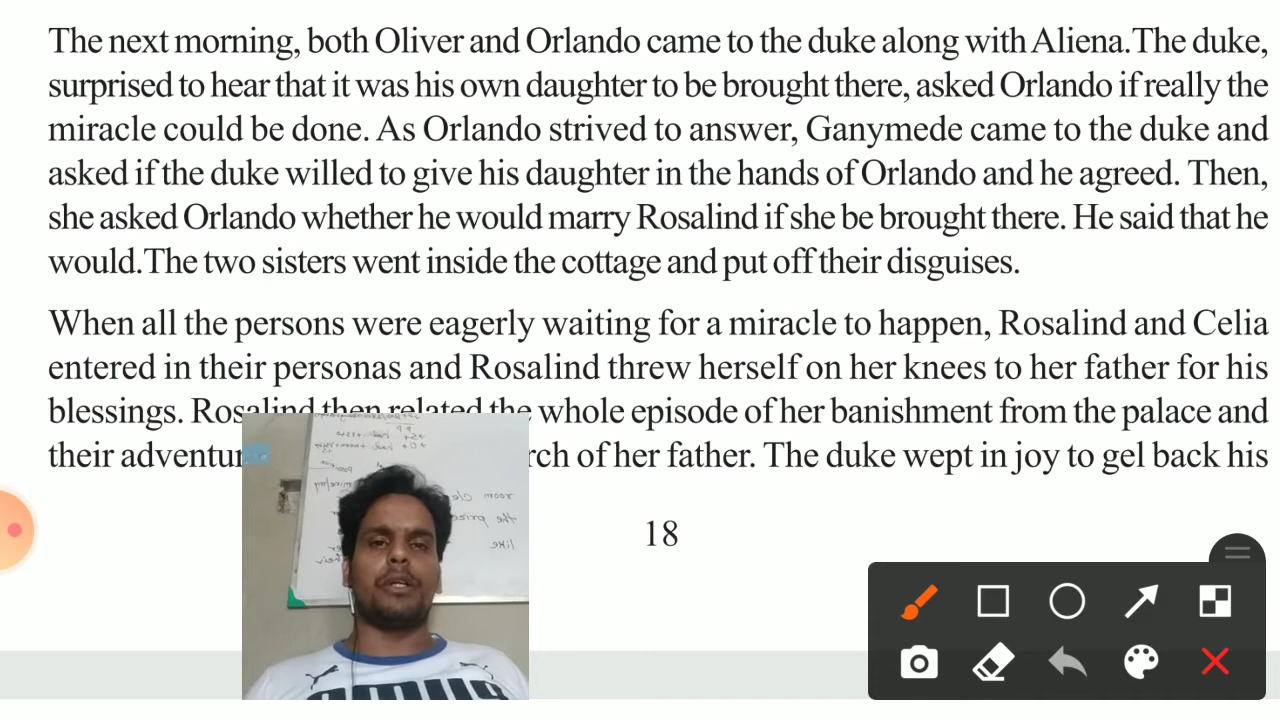 The next morning, both Oliver and Orlando came to the duke along with Aliena.The duke,
surprised to hear that it was his own daughter to be brought there, asked Orlando if really the
miracle could be done. As Orlando strived to answer, Ganymede came to the duke and
asked if the duke willed to give his daughter in the hands of Orlando and he agreed. Then,
she asked Orlando whether he would marry Rosalind if she be brought there. He said that he
would.The two sisters went inside the cottage and put off their disguises.
When all the persons were eagerly waiting for a miracle to happen, Rosalind and Celia
entered in their personas and Rosalind threw herself on her knees to her father for his
blessings. Rosalind then related the whole episode of her banishment from the palace and
their of her father. The duke wept in joy to gel back his
room
the prize
like
18